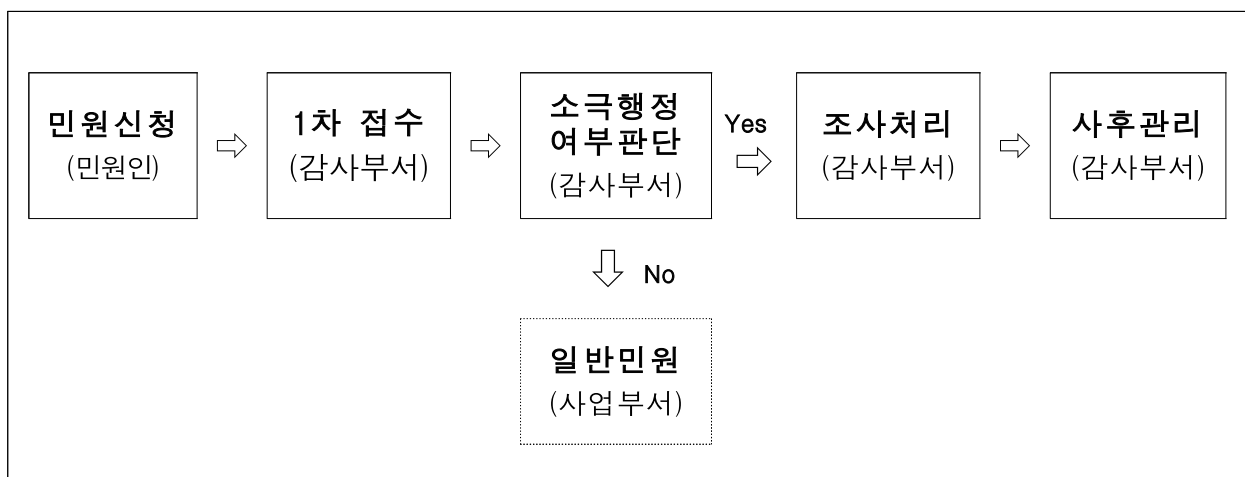 민원신청
(민원인)
1차 접수
(감사부서)
소극행정
여부판단
(감사부서)
Yes
조사처리
(감사부서)
사후관리
(감사부서)
No
일반민원
(사업부서)